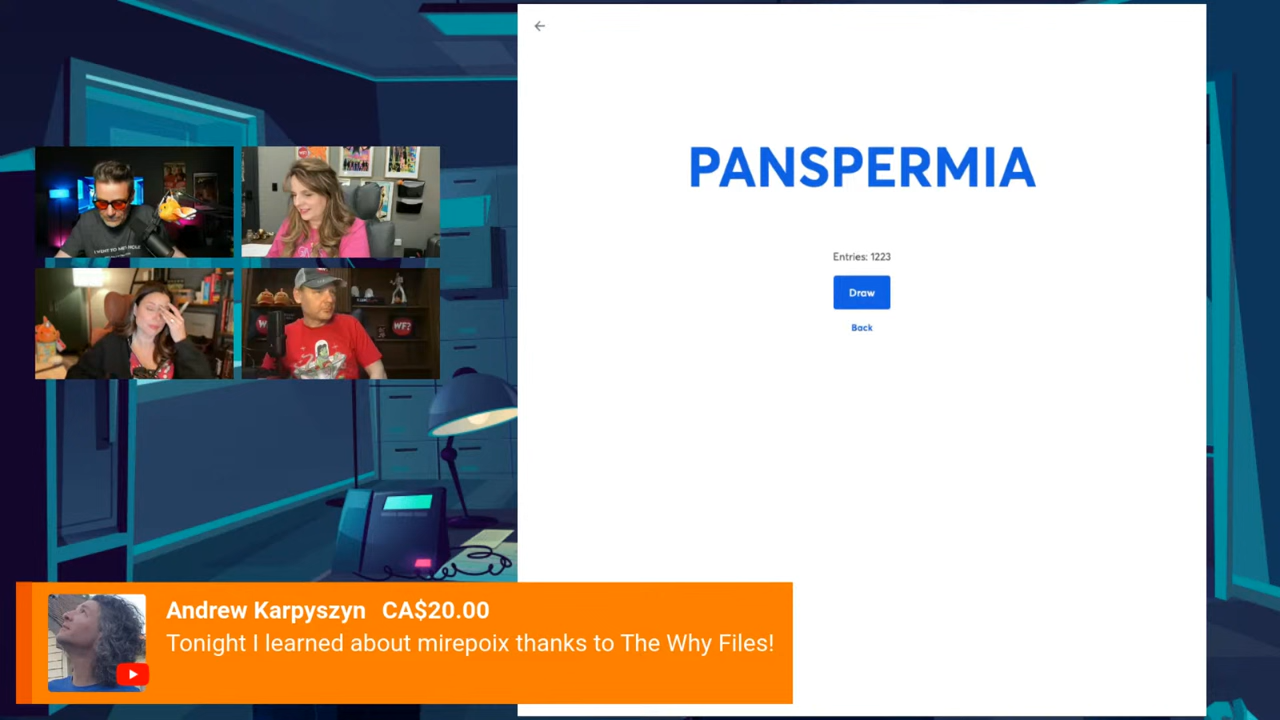 PANSPERMIA
Entries: 1223
Draw
Back
WF?
Andrew Karpyszyn CA$20.00
Tonight I learned about mirepoix thanks to The Why Files!